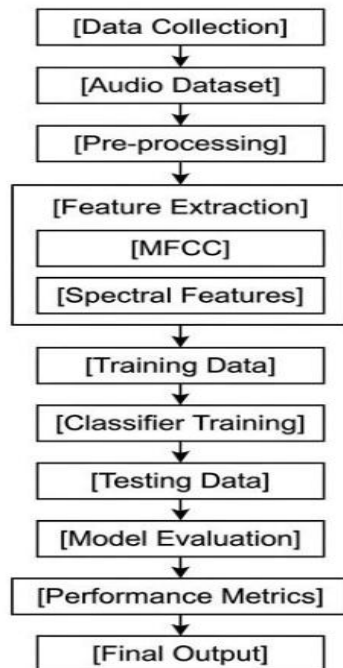 [Data Collection]
[Audio Dataset]
[Pre-processing]
[Feature Extraction]
[MFCC]
[Spectral Features]
[Training Data]
[Classifier Training]
[Testing Data]
[Model Evaluation]
[Performance Metrics]
[Final Output]